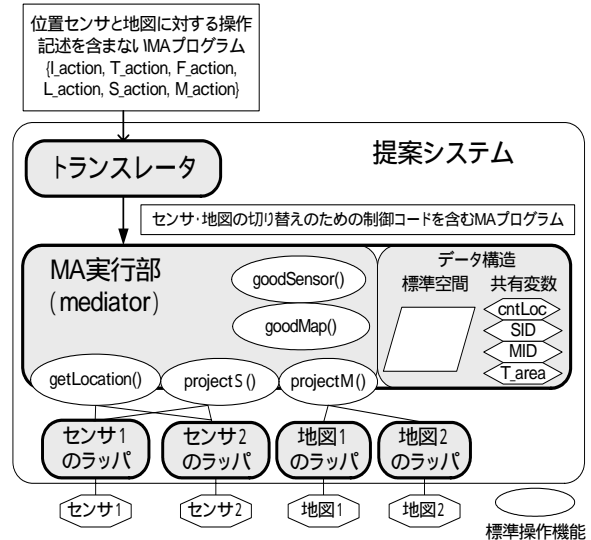 位置センサと地図に対する操作
記述を含まないMAプログラム
{I_action, T_action, F_action,
L_action, S_action, M_action}
提案システム
トランスレータ
センサ・地図の切り替えのための制御コードを含むMAプログラム
MA実行部
(mediator)
goodSensor()
goodMap()
データ構造
標準空間
共有変数
cntLoc
SID
MID
T_area
getLocation()
projectS()
projectM()
センサ1
のラッパ
センサ2
のラッパ
地図1
のラッパ
地図2
のラッパ
センサ1
センサ2
地図1
地図2
標準操作機能